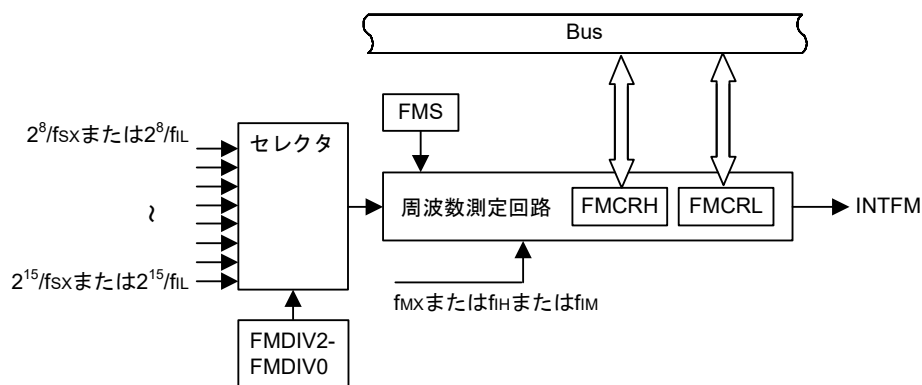 Bus
FMS
2⁸/fSXまたは2⁸/fIL
セレクタ
周波数測定回路
FMCRH
FMCRL
INTFM
~
2¹⁵/fSXまたは2¹⁵/fIL
fMXまたはfIHまたはfIM
FMDIV2-
FMDIV0